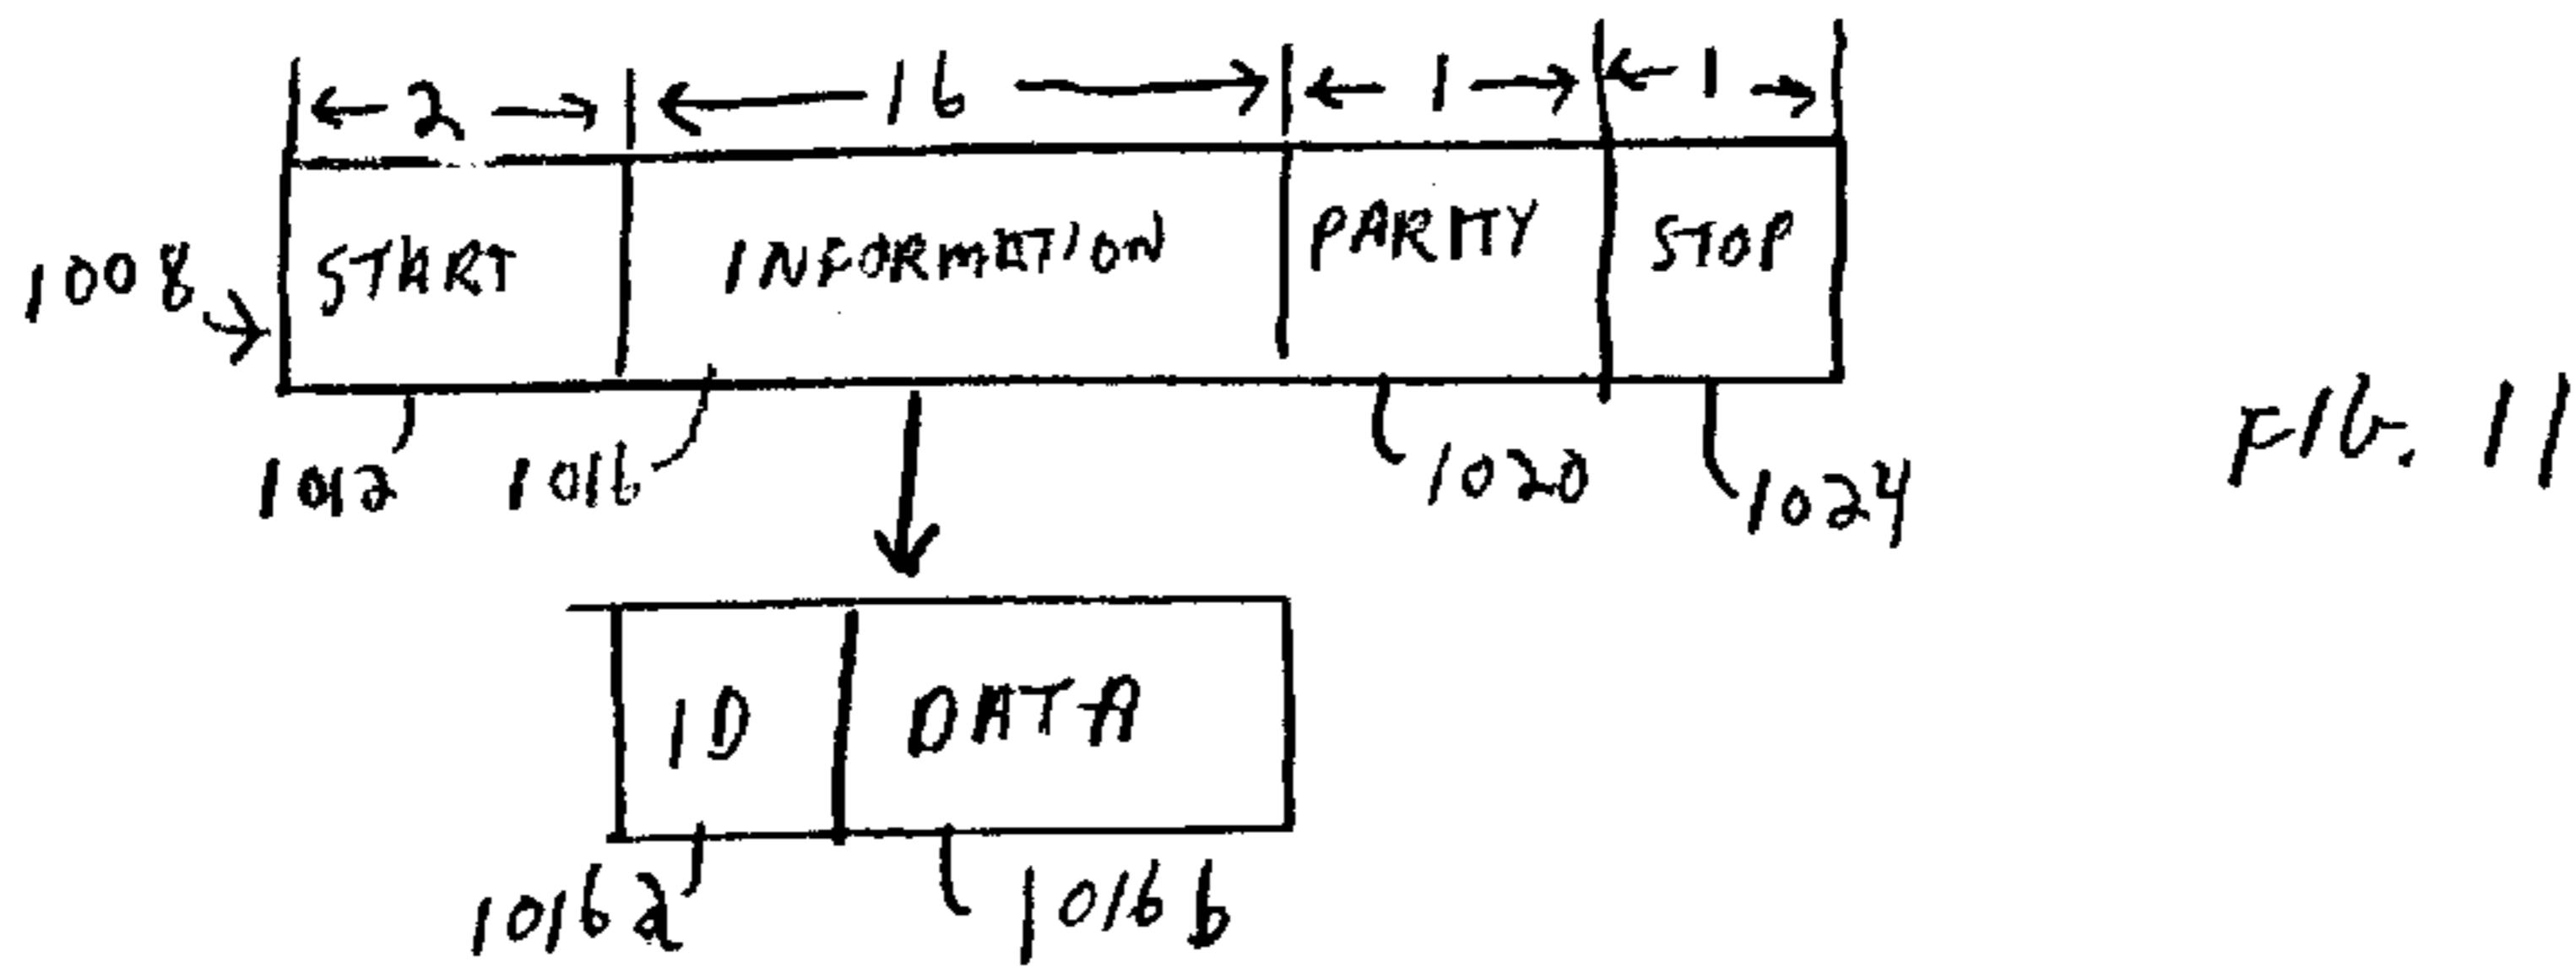 2 16 1 1
1008 START INFORMATION PARITY STOP
1012 1016 1020 1024
FIG. 11
ID DATA
1016a 1016b